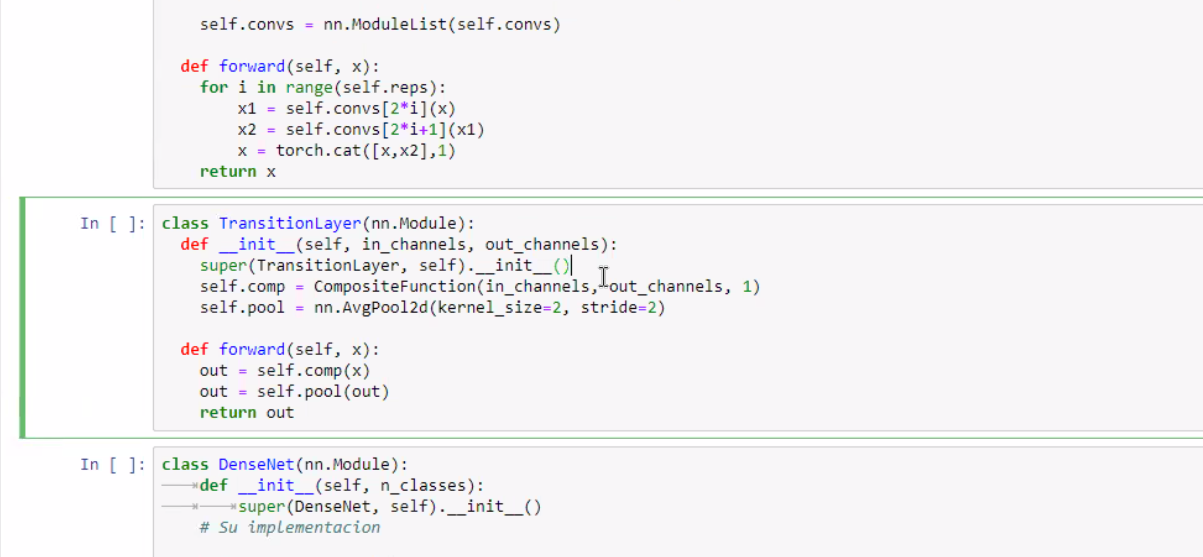 self.convs = nn.ModuleList(self.convs)
def forward(self, x):
for i in range(self.reps):
x1 = self.convs[2*i](x)
x2 = self.convs[2*i+1](x1)
x = torch.cat([x,x2],1)
return x
In [ ]: class TransitionLayer(nn.Module):
def __init__(self, in_channels, out_channels):
super(TransitionLayer, self).__init__()
self.comp = CompositeFunction(in_channels, out_channels, 1)
self.pool = nn.AvgPool2d(kernel_size=2, stride=2)
def forward(self, x):
out = self.comp(x)
out = self.pool(out)
return out
In [ ]: class DenseNet(nn.Module):
def __init__(self, n_classes):
super(DenseNet, self).__init__()
# Su implementacion